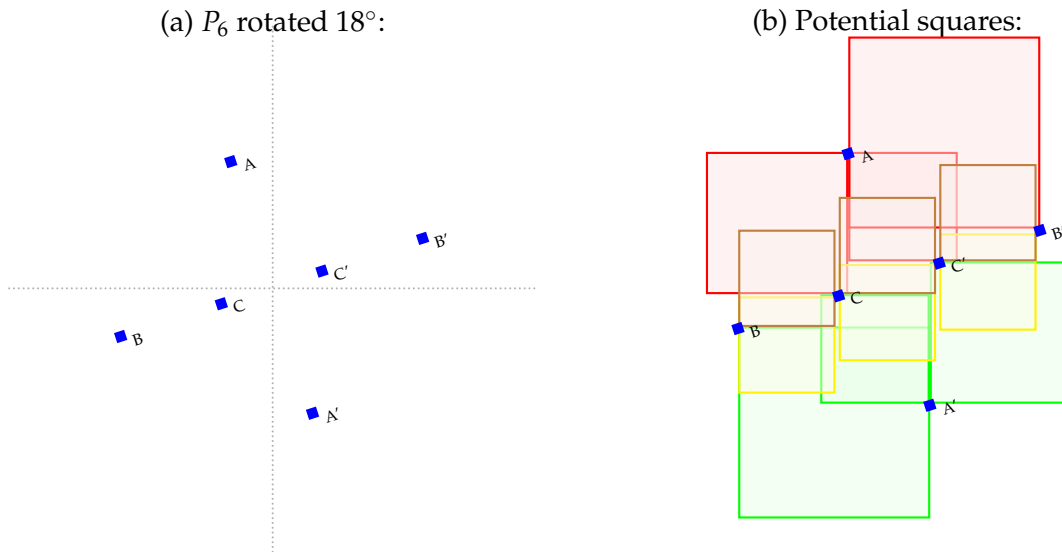 (a) P₆ rotated 18°:
A
B′
C′
C
B
A′
(b) Potential squares:
A
B′
C′
C
B
A′